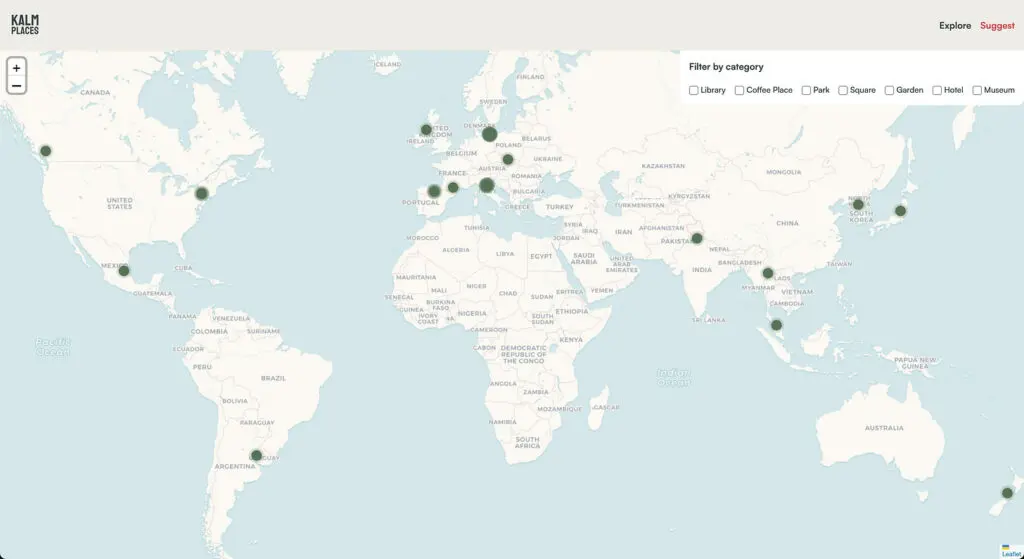 KALM
PLACES
Explore
Suggest
+
−
Filter by category
Library
Coffee Place
Park
Square
Garden
Hotel
Museum
ICELAND
FINLAND
CANADA
SWEDEN
DENMARK
UNITED
KINGDOM
IRELAND
BELARUS
POLAND
BELGIUM
UKRAINE
KAZAKHSTAN
AUSTRIA
FRANCE
MONGOLIA
ROMANIA
BULGARIA
KYRGYZSTAN
UNITED
STATES
PORTUGAL
GREECE
TURKEY
TURKMENISTAN
NORTH
SOUTH
KOREA
CHINA
SYRIA
TUNISIA
IRAQ
IRAN
AFGHANISTAN
MOROCCO
JORDAN
PAKISTAN
NEPAL
ALGERIA
LIBYA
EGYPT
SAUDI
ARABIA
UNITED
ARAB
EMIRATES
BANGLADESH
TAIWAN
MEXICO
CUBA
INDIA
LAOS
MAURITANIA
MALI
NIGER
MYANMAR
VIETNAM
GUATEMALA
SENEGAL
CHAD
SUDAN
ERITREA
YEMEN
BURKINA
FASO
CAMBODIA
GUINEA
IVORY
COAST
NIGERIA
SOUTH
SUDAN
ETHIOPIA
PANAMA
VENEZUELA
SRI LANKA
COLOMBIA
SURINAME
CAMEROON
KENYA
Pacific
Ocean
ECUADOR
GABON
DEMOCRATIC
REPUBLIC OF
THE CONGO
PAPUA NEW
GUINEA
PERU
BRAZIL
Indian
Ocean
ANGOLA
ZAMBIA
BOLIVIA
MOZAMBIQUE
GASCAR
PARAGUAY
NAMIBIA
AUSTRALIA
SOUTH
AFRICA
ARGENTINA
GUAY
Leaflet